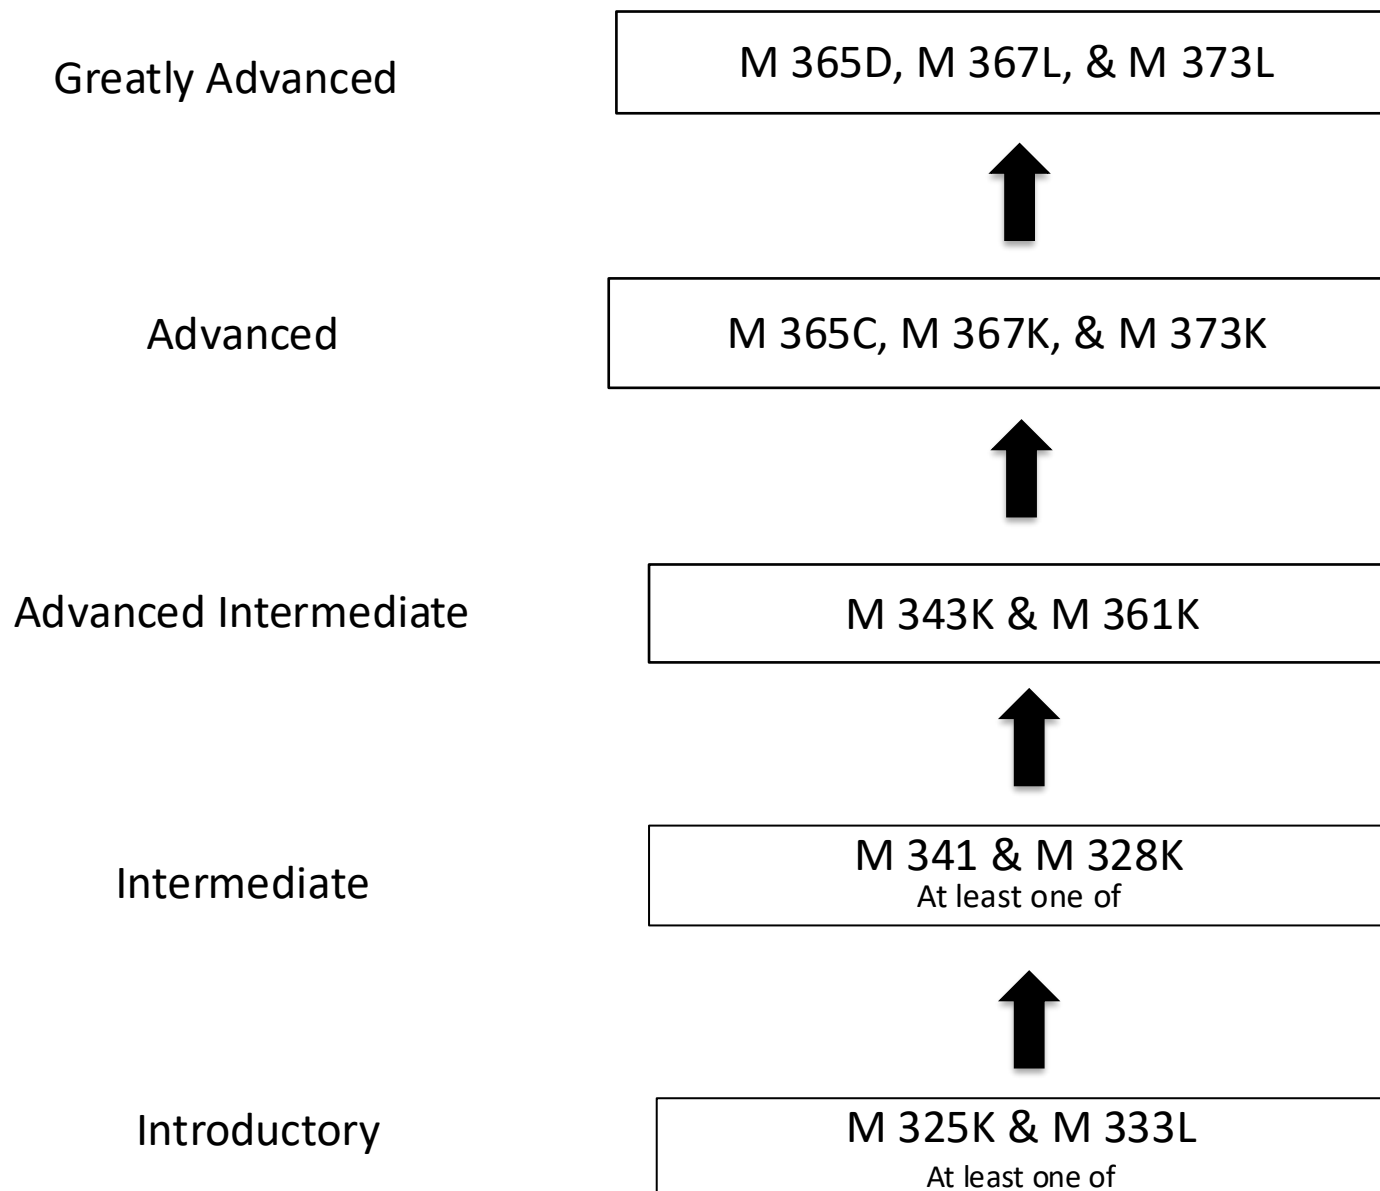 Greatly Advanced
M 365D, M 367L, & M 373L
Advanced
M 365C, M 367K, & M 373K
Advanced Intermediate
M 343K & M 361K
Intermediate
M 341 & M 328K
At least one of
Introductory
M 325K & M 333L
At least one of